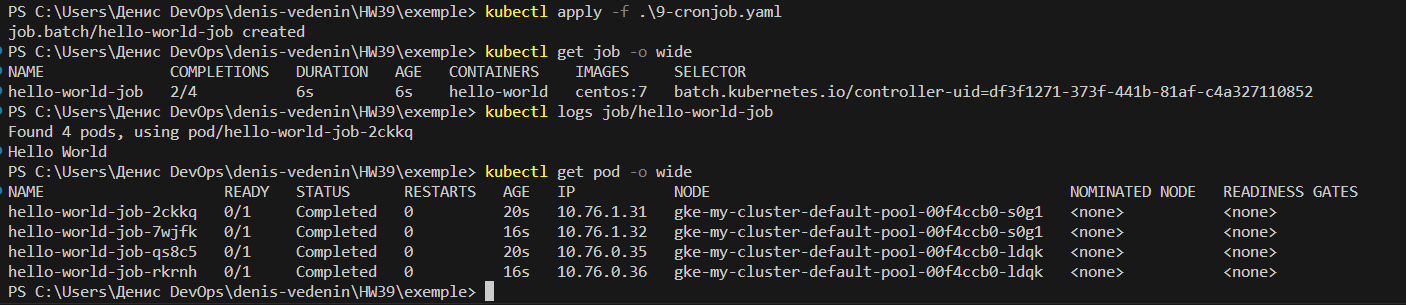 PS C:\Users\Денис DevOps\denis-vedenin\HW39\exemple> kubectl apply -f .\9-cronjob.yaml
job.batch/hello-world-job created
PS C:\Users\Денис DevOps\denis-vedenin\HW39\exemple> kubectl get job -o wide
NAME COMPLETIONS DURATION AGE CONTAINERS IMAGES SELECTOR
hello-world-job 2/4 6s 6s hello-world centos:7 batch.kubernetes.io/controller-uid=df3f1271-373f-441b-81af-c4a327110852
PS C:\Users\Денис DevOps\denis-vedenin\HW39\exemple> kubectl logs job/hello-world-job
Found 4 pods, using pod/hello-world-job-2ckkq
Hello World
PS C:\Users\Денис DevOps\denis-vedenin\HW39\exemple> kubectl get pod -o wide
NAME READY STATUS RESTARTS AGE IP NODE NOMINATED NODE READINESS GATES
hello-world-job-2ckkq 0/1 Completed 0 20s 10.76.1.31 gke-my-cluster-default-pool-00f4ccb0-s0g1 <none> <none>
hello-world-job-7wjfk 0/1 Completed 0 16s 10.76.1.32 gke-my-cluster-default-pool-00f4ccb0-s0g1 <none> <none>
hello-world-job-qs8c5 0/1 Completed 0 20s 10.76.0.35 gke-my-cluster-default-pool-00f4ccb0-ldqk <none> <none>
hello-world-job-rkrnh 0/1 Completed 0 16s 10.76.0.36 gke-my-cluster-default-pool-00f4ccb0-ldqk <none> <none>
PS C:\Users\Денис DevOps\denis-vedenin\HW39\exemple>